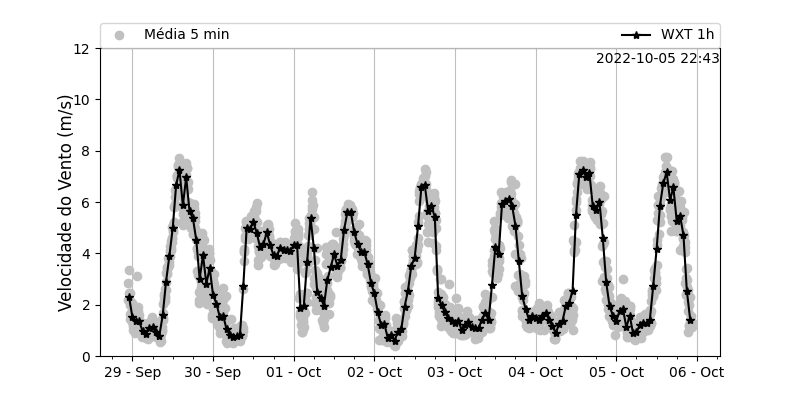 Média 5 min
WXT 1h
2022-10-05 22:43
Velocidade do Vento (m/s)
12
10
8
6
4
2
0
29 - Sep
30 - Sep
01 - Oct
02 - Oct
03 - Oct
04 - Oct
05 - Oct
06 - Oct